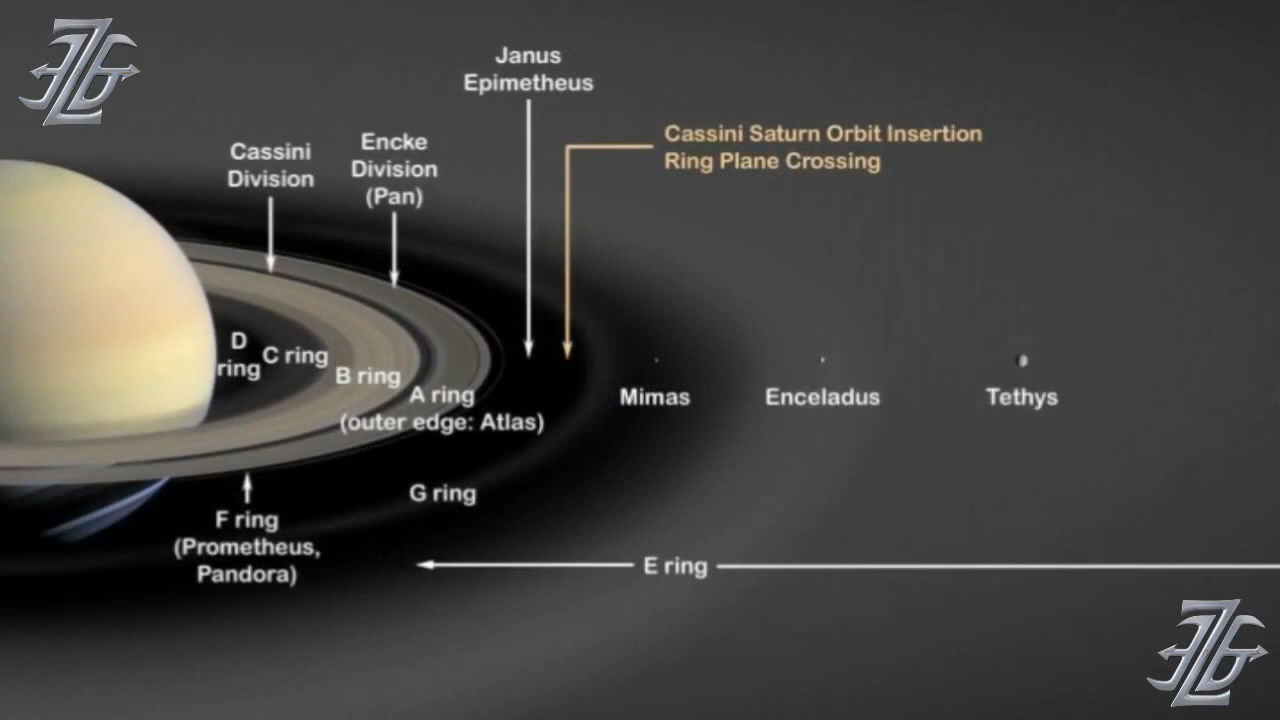 Janus
Epimetheus
Cassini Saturn Orbit Insertion
Ring Plane Crossing
Cassini
Division
Encke
Division
(Pan)
D
ring
C ring
B ring
A ring
(outer edge: Atlas)
Mimas
Enceladus
Tethys
G ring
F ring
(Prometheus,
Pandora)
E ring